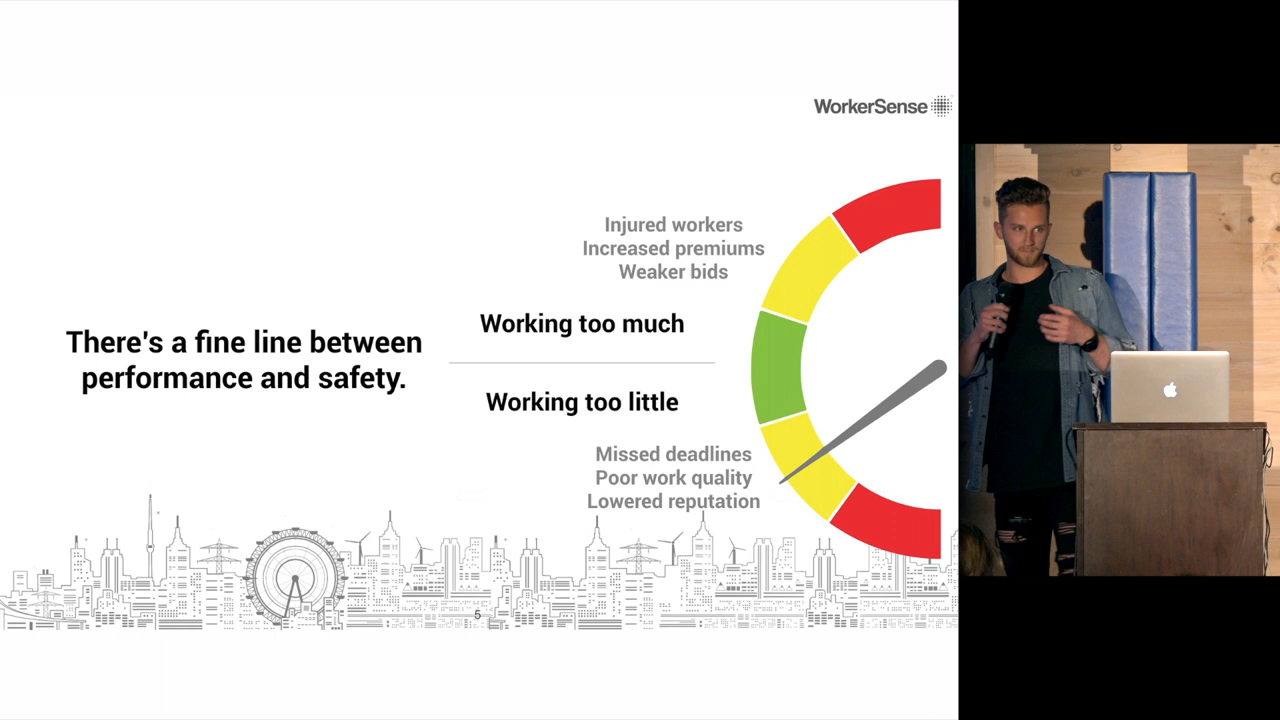 WorkerSense
There's a fine line between
performance and safety.
Injured workers
Increased premiums
Weaker bids
Working too much
Working too little
Missed deadlines
Poor work quality
Lowered reputation
5